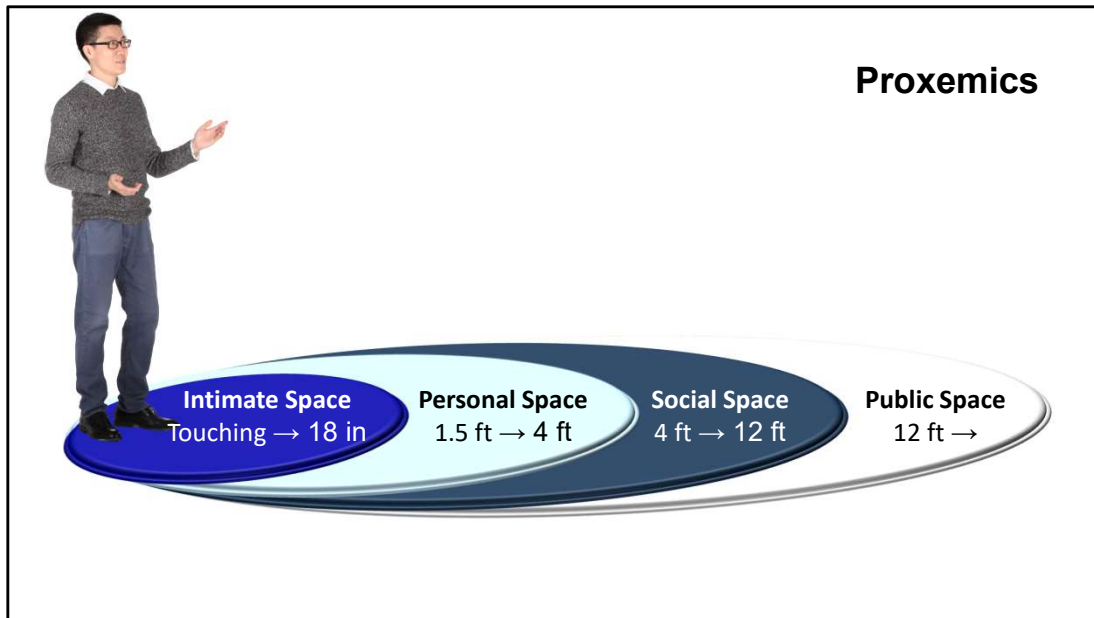 Proxemics
Intimate Space
Touching → 18 in
Personal Space
1.5 ft → 4 ft
Social Space
4 ft → 12 ft
Public Space
12 ft →